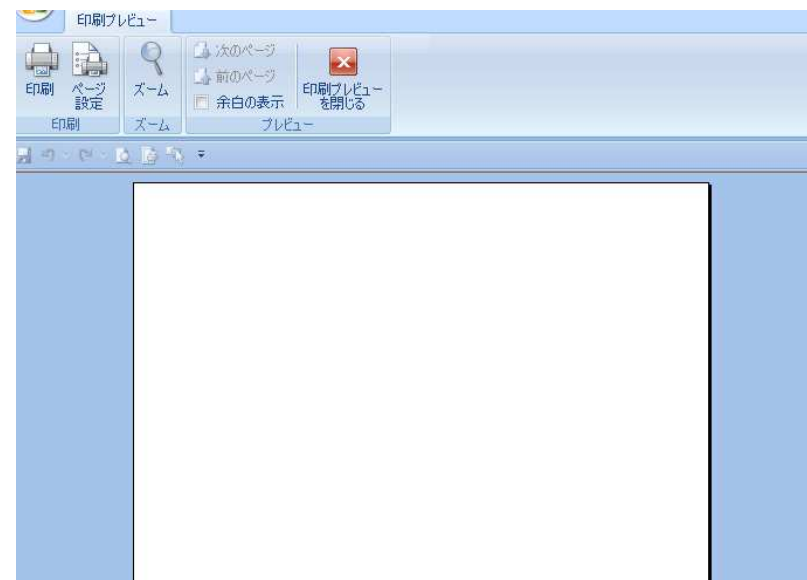 印刷プレビュー
印刷
ページ
設定
ズーム
次のページ
前のページ
余白の表示
印刷プレビュー
を閉じる
印刷
ズーム
プレビュー